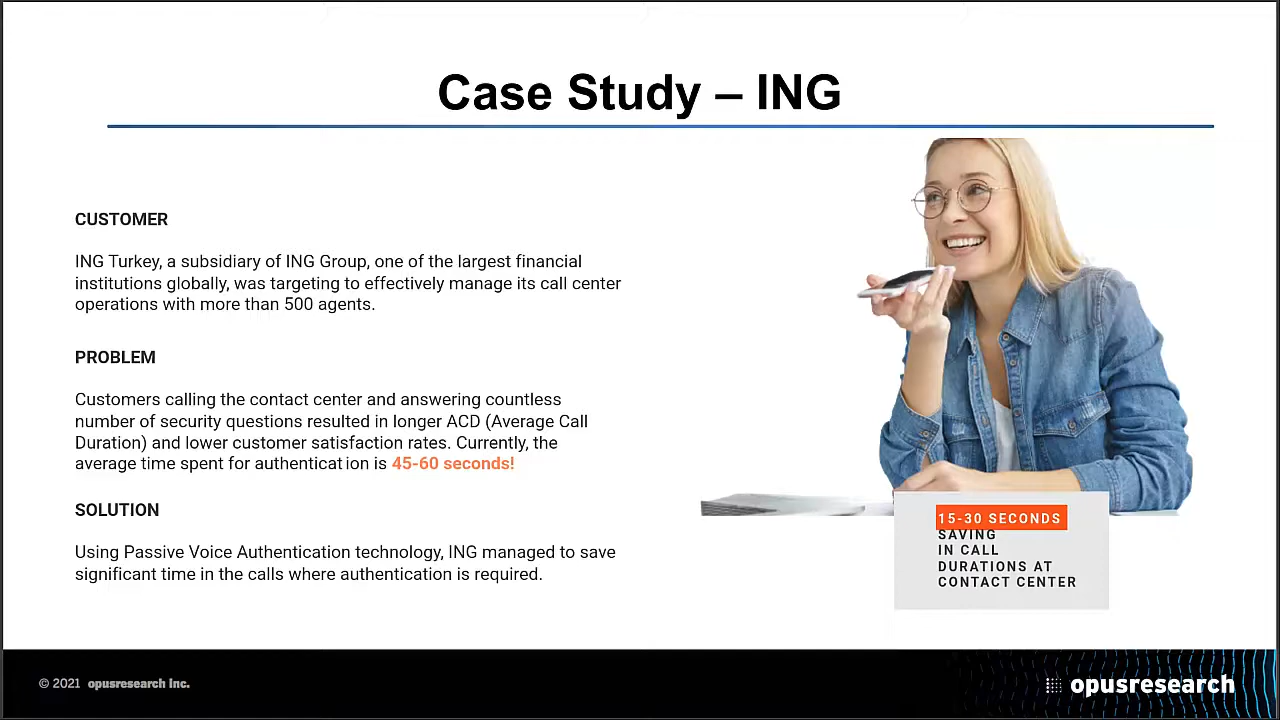 Case Study – ING
CUSTOMER
ING Turkey, a subsidiary of ING Group, one of the largest financial
institutions globally, was targeting to effectively manage its call center
operations with more than 500 agents.
PROBLEM
Customers calling the contact center and answering countless
number of security questions resulted in longer ACD (Average Call
Duration) and lower customer satisfaction rates. Currently, the
average time spent for authentication is 45-60 seconds!
SOLUTION
Using Passive Voice Authentication technology, ING managed to save
significant time in the calls where authentication is required.
15-30 SECONDS
SAVING
IN CALL
DURATIONS AT
CONTACT CENTER
© 2021 opusresearch Inc.
opusresearch